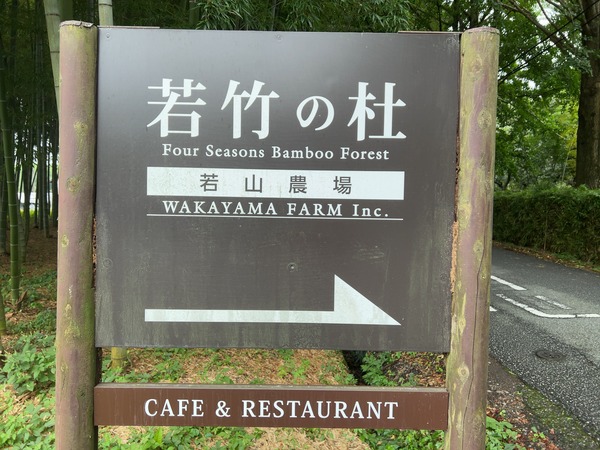 若竹の杜
Four Seasons Bamboo Forest
若山農場
WAKAYAMA FARM Inc.
CAFE & RESTAURANT